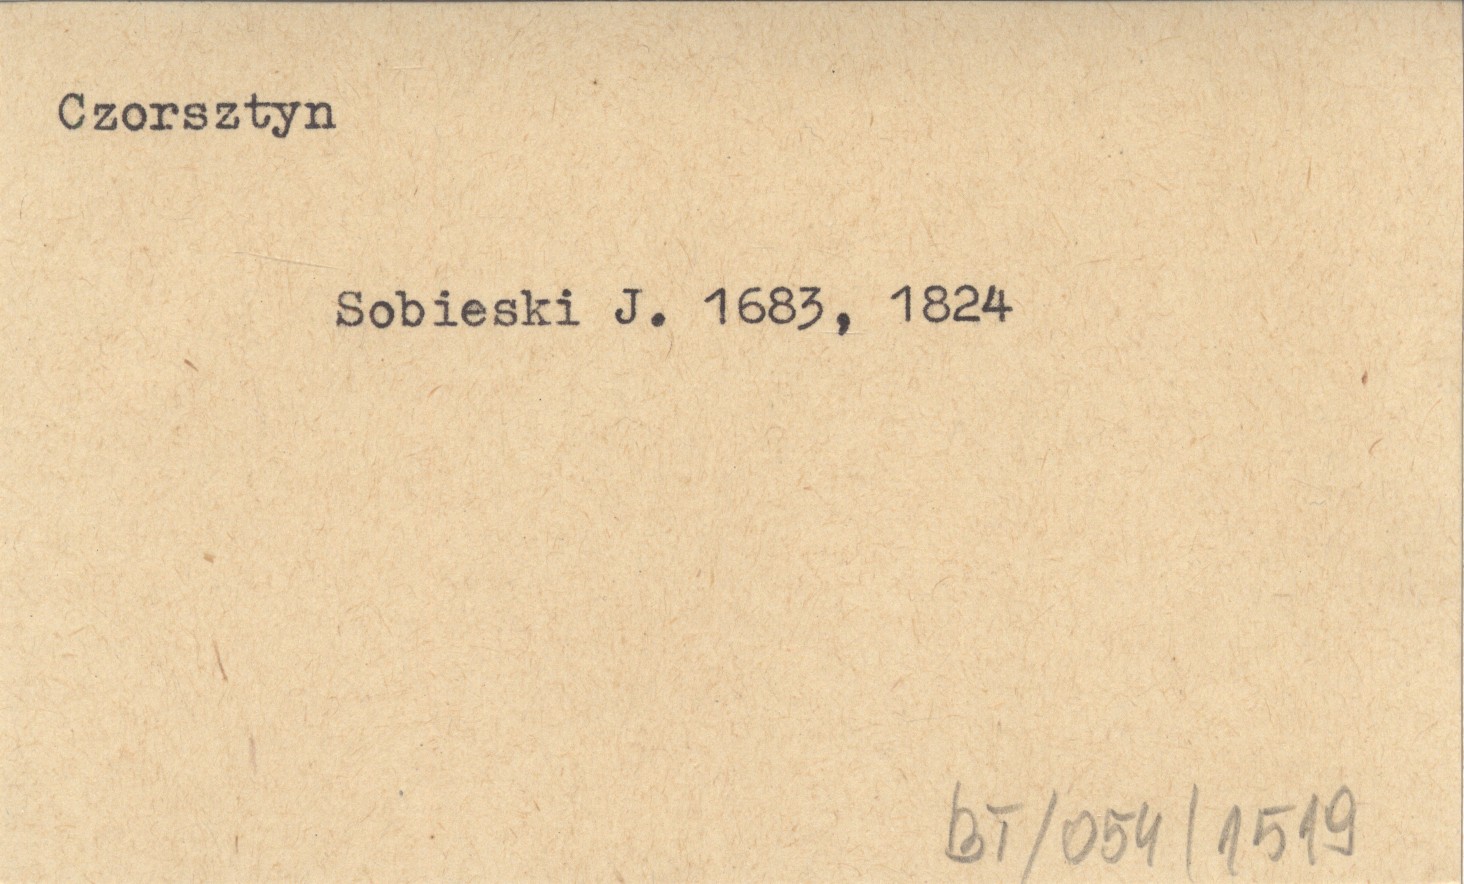 Czorsztyn
Sobieski J. 1683, 1824
BT/054/1519